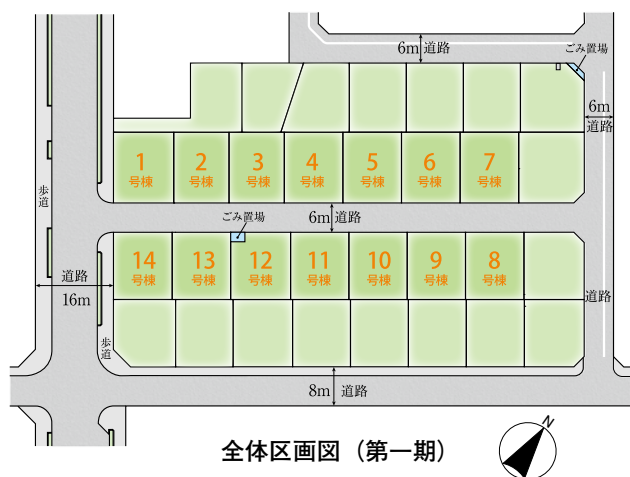 6m 道路
ごみ置場
6m
道路
1
号棟
2
号棟
3
号棟
4
号棟
5
号棟
6
号棟
7
号棟
歩道
ごみ置場
6m 道路
14
号棟
13
号棟
12
号棟
11
号棟
10
号棟
9
号棟
8
号棟
道路
16m
道路
歩道
8m 道路
全体区画図（第一期）
N